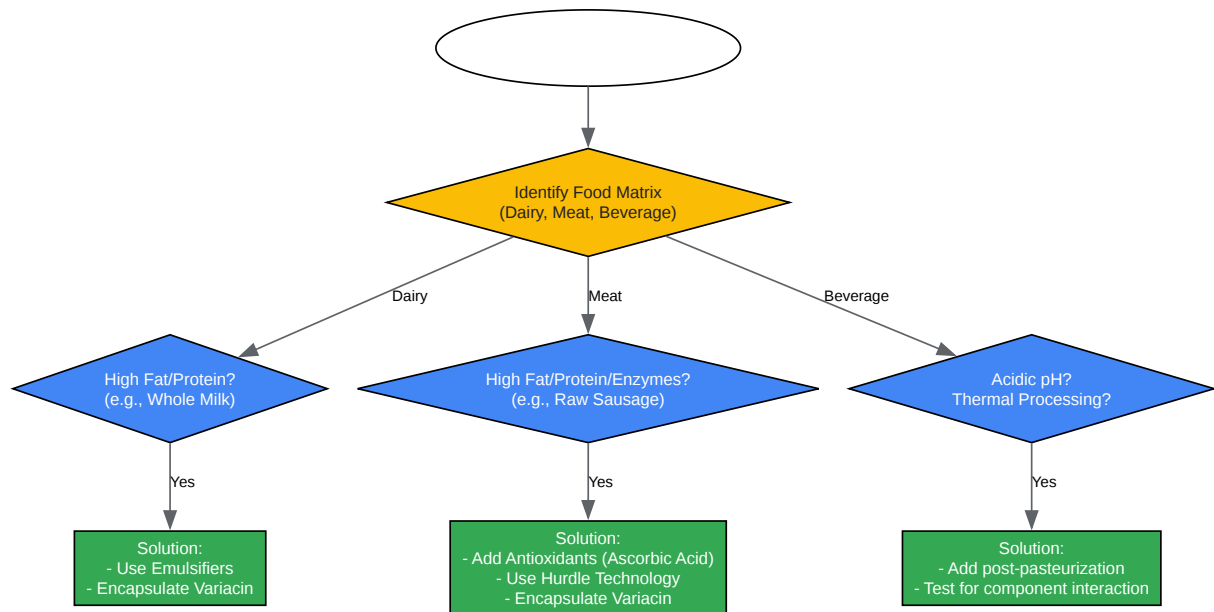 Identify Food Matrix
(Dairy, Meat, Beverage)
Dairy
Meat
Beverage
High Fat/Protein?
(e.g., Whole Milk)
High Fat/Protein/Enzymes?
(e.g., Raw Sausage)
Acidic pH?
Thermal Processing?
Yes
Yes
Yes
Solution:
- Use Emulsifiers
- Encapsulate Variacin
Solution:
- Add Antioxidants (Ascorbic Acid)
- Use Hurdle Technology
- Encapsulate Variacin
Solution:
- Add post-pasteurization
- Test for component interaction